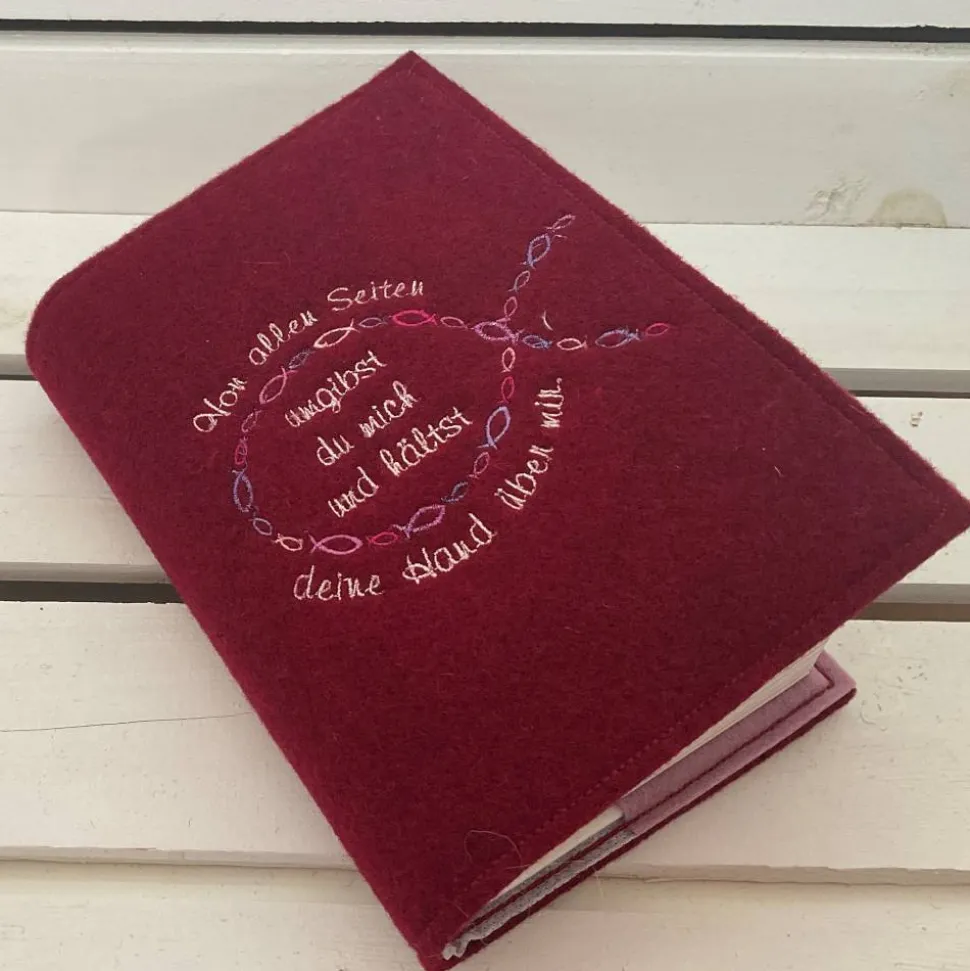 Von allen Seiten
umgibst
du mich
und hältst
deine Hand über mir.